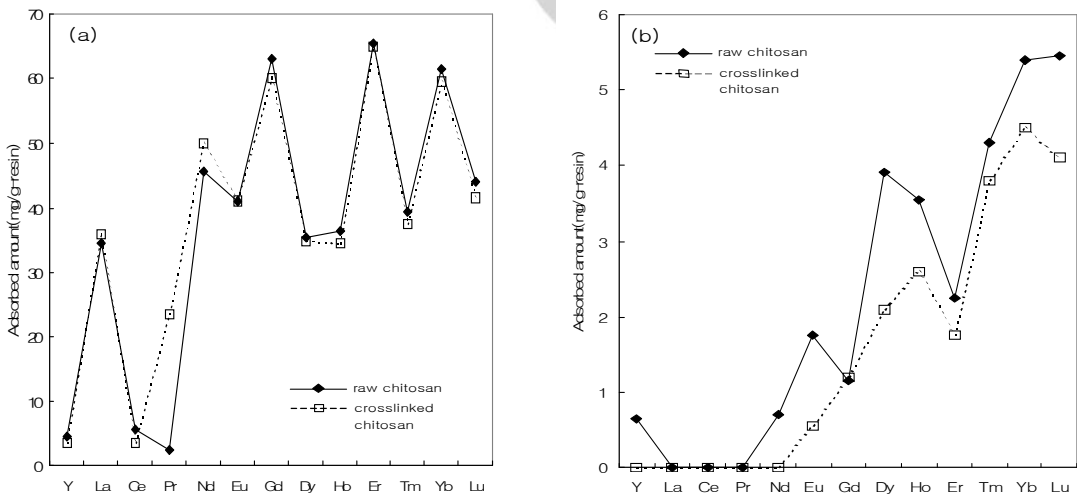 (a)
70
60
50
40
30
20
10
0
Adsorbed amount(mg/g-resin)
raw chitosan
crosslinked
chitosan
Y La Ce Pr Nd Eu Gd Dy Ho Er Tm Yb Lu
(b)
6
5
4
3
2
1
0
Adsorbed amount(mg/g-resin)
raw chitosan
crosslinked
chitosan
Y La Ce Pr Nd Eu Gd Dy Ho Er Tm Yb Lu